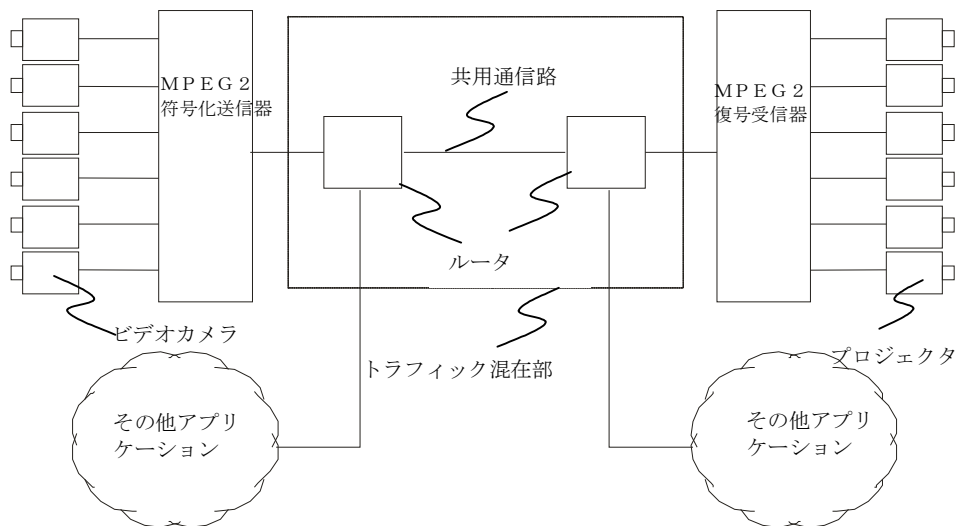 共用通信路
ＭＰＥＧ２
符号化送信器
ＭＰＥＧ２
復号受信器
ルータ
ビデオカメラ
トラフィック混在部
プロジェクタ
その他アプリ
ケーション
その他アプリ
ケーション